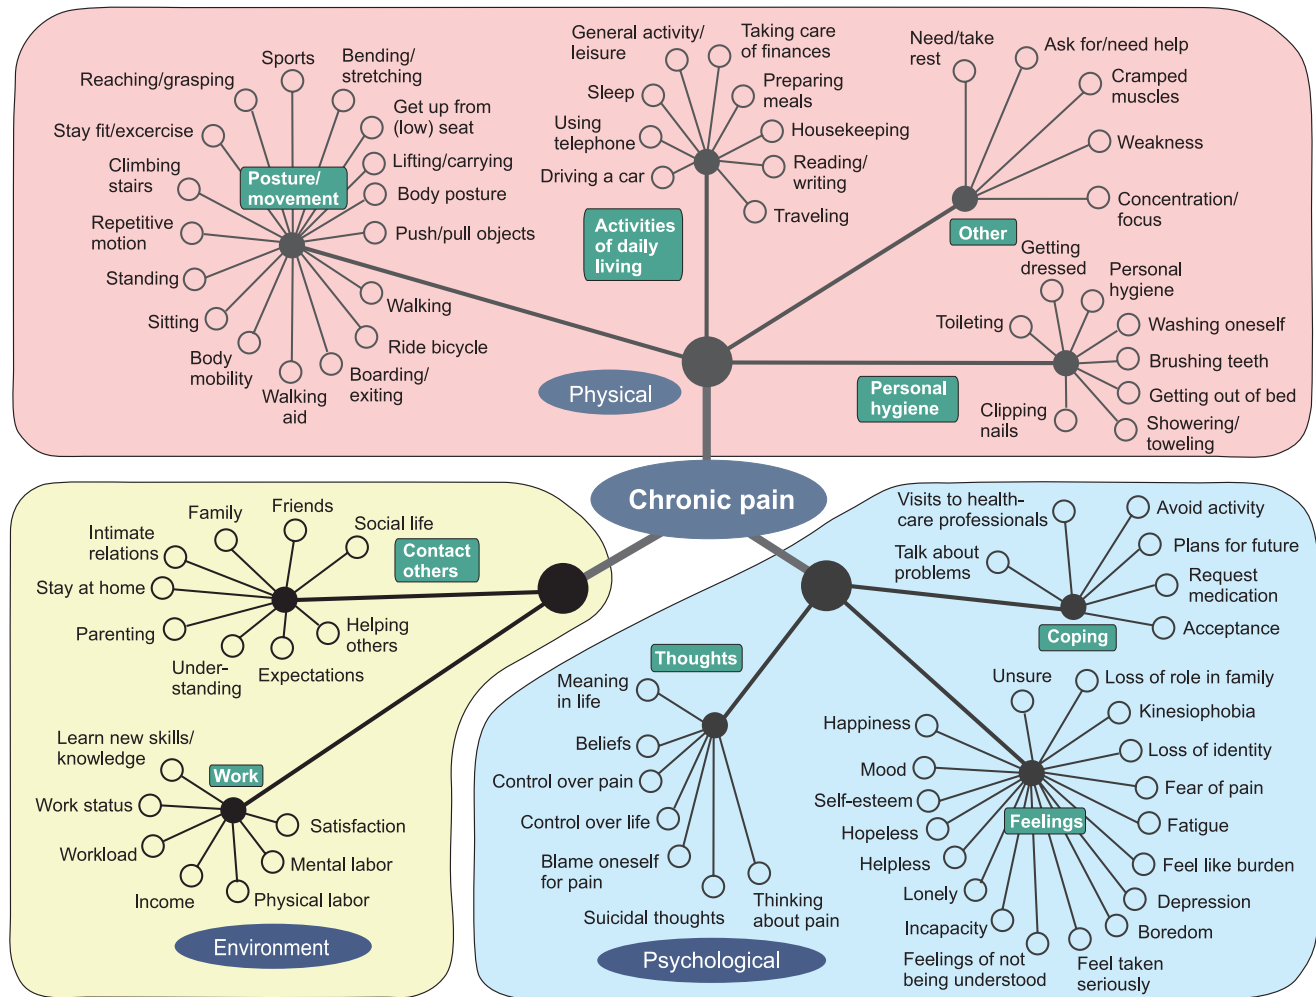 General activity/
leisure
Taking care
of finances
Need/take
rest
Ask for/need help
Sports
Bending/
stretching
Reaching/grasping
Sleep
Preparing
meals
Cramped
muscles
Get up from
(low) seat
Stay fit/excercise
Using
telephone
Housekeeping
Weakness
Climbing
stairs
Posture/
movement
Lifting/carrying
Driving a car
Reading/
writing
Body posture
Concentration/
focus
Repetitive
motion
Push/pull objects
Activities
of daily
living
Traveling
Other
Standing
Walking
Getting
dressed
Personal
hygiene
Sitting
Ride bicycle
Toileting
Washing oneself
Body
mobility
Boarding/
exiting
Brushing teeth
Walking
aid
Physical
Personal
hygiene
Clipping
nails
Getting out of bed
Showering/
toweling
Chronic pain
Family
Friends
Social life
Intimate
relations
Contact
others
Stay at home
Parenting
Helping
others
Under-
standing
Expectations
Learn new skills/
knowledge
Work
Work status
Satisfaction
Workload
Mental labor
Income
Physical labor
Environment
Visits to health-
care professionals
Avoid activity
Talk about
problems
Plans for future
Request
medication
Coping
Acceptance
Thoughts
Meaning
in life
Beliefs
Control over pain
Control over life
Blame oneself
for pain
Suicidal thoughts
Thinking
about pain
Unsure
Loss of role in family
Happiness
Kinesiophobia
Mood
Loss of identity
Self-esteem
Fear of pain
Hopeless
Feelings
Fatigue
Helpless
Feel like burden
Lonely
Depression
Incapacity
Boredom
Feelings of not
being understood
Feel taken
seriously
Psychological